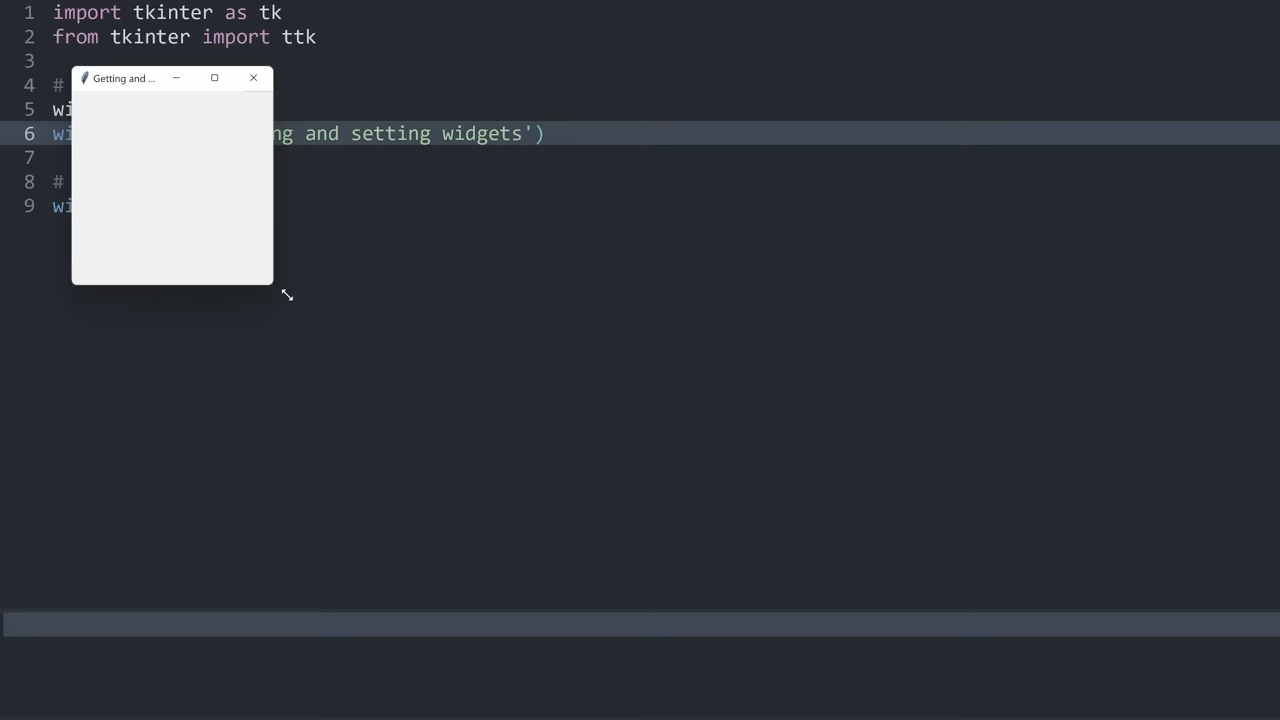 1 import tkinter as tk
2 from tkinter import ttk
3
Getting and ...
4 #
5 wi
6 wi ng and setting widgets')
7
8 #
9 wi